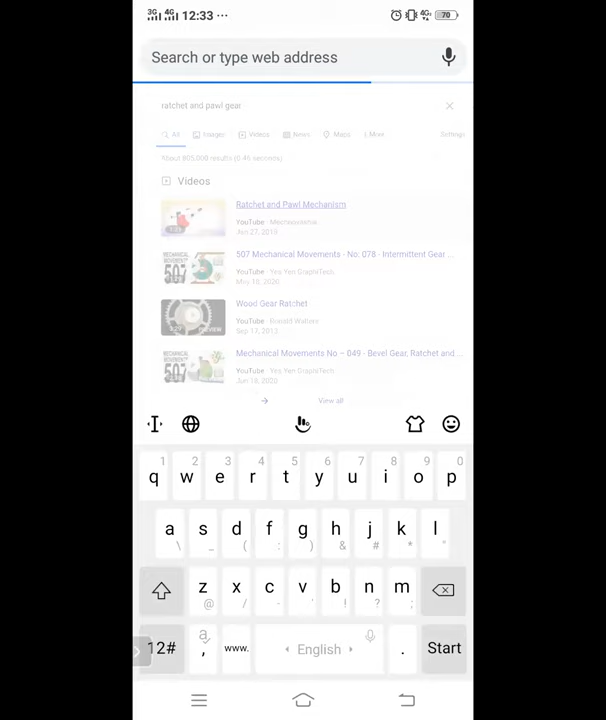 3G 4G 12:33 ··· 4G 70
Search or type web address
ratchet and pawl gear
All Images Videos News Maps More Settings
About 805,000 results (0.46 seconds)
Videos
Ratchet and Pawl Mechanism
YouTube ·
Jan 27, 2018
507 Mechanical Movements - No: 078 - Intermittent Gear ...
YouTube · Yes Yen GraphiTech
May 18, 2020
Wood Gear Ratchet
YouTube · Ronald Walters
Sep 17, 2013
Mechanical Movements No – 049 - Bevel Gear, Ratchet and ...
YouTube · Yes Yen GraphiTech
Jun 18, 2020
View all
1 2 3 4 5 6 7 8 9 0
q w e r t y u i o p
a s d f g h j k l
\ _ ( : ) & # * "
z x c v b n m
@ / - ' ! ? ;
12# , www. English . Start